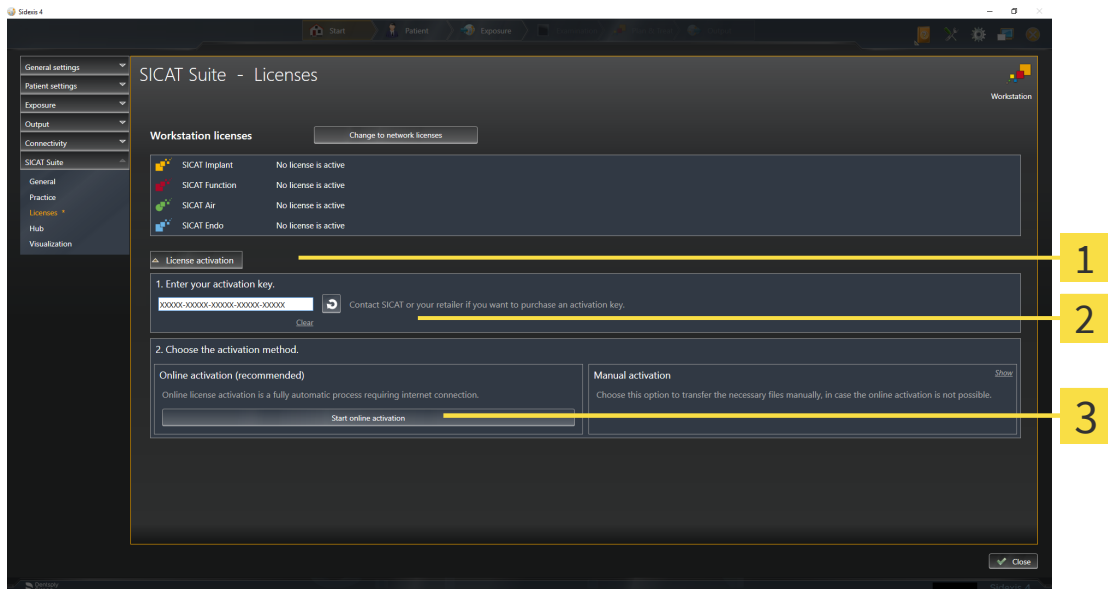 Sidexis 4
Start
Patient
Exposure
General settings
Patient settings
Exposure
Output
Connectivity
SICAT Suite
General
Practice
Licenses *
Hub
Visualization
SICAT Suite - Licenses
Workstation
Workstation licenses
Change to network licenses
SICAT Implant No license is active
SICAT Function No license is active
SICAT Air No license is active
SICAT Endo No license is active
License activation
1. Enter your activation key.
XXXXX-XXXXX-XXXXX-XXXXX-XXXXX
Contact SICAT or your retailer if you want to purchase an activation key.
Clear
2. Choose the activation method.
Online activation (recommended)
Online license activation is a fully automatic process requiring internet connection.
Start online activation
Manual activation
Show
Choose this option to transfer the necessary files manually, in case the online activation is not possible.
1
2
3
Close
Dentsply
Sidexis 4